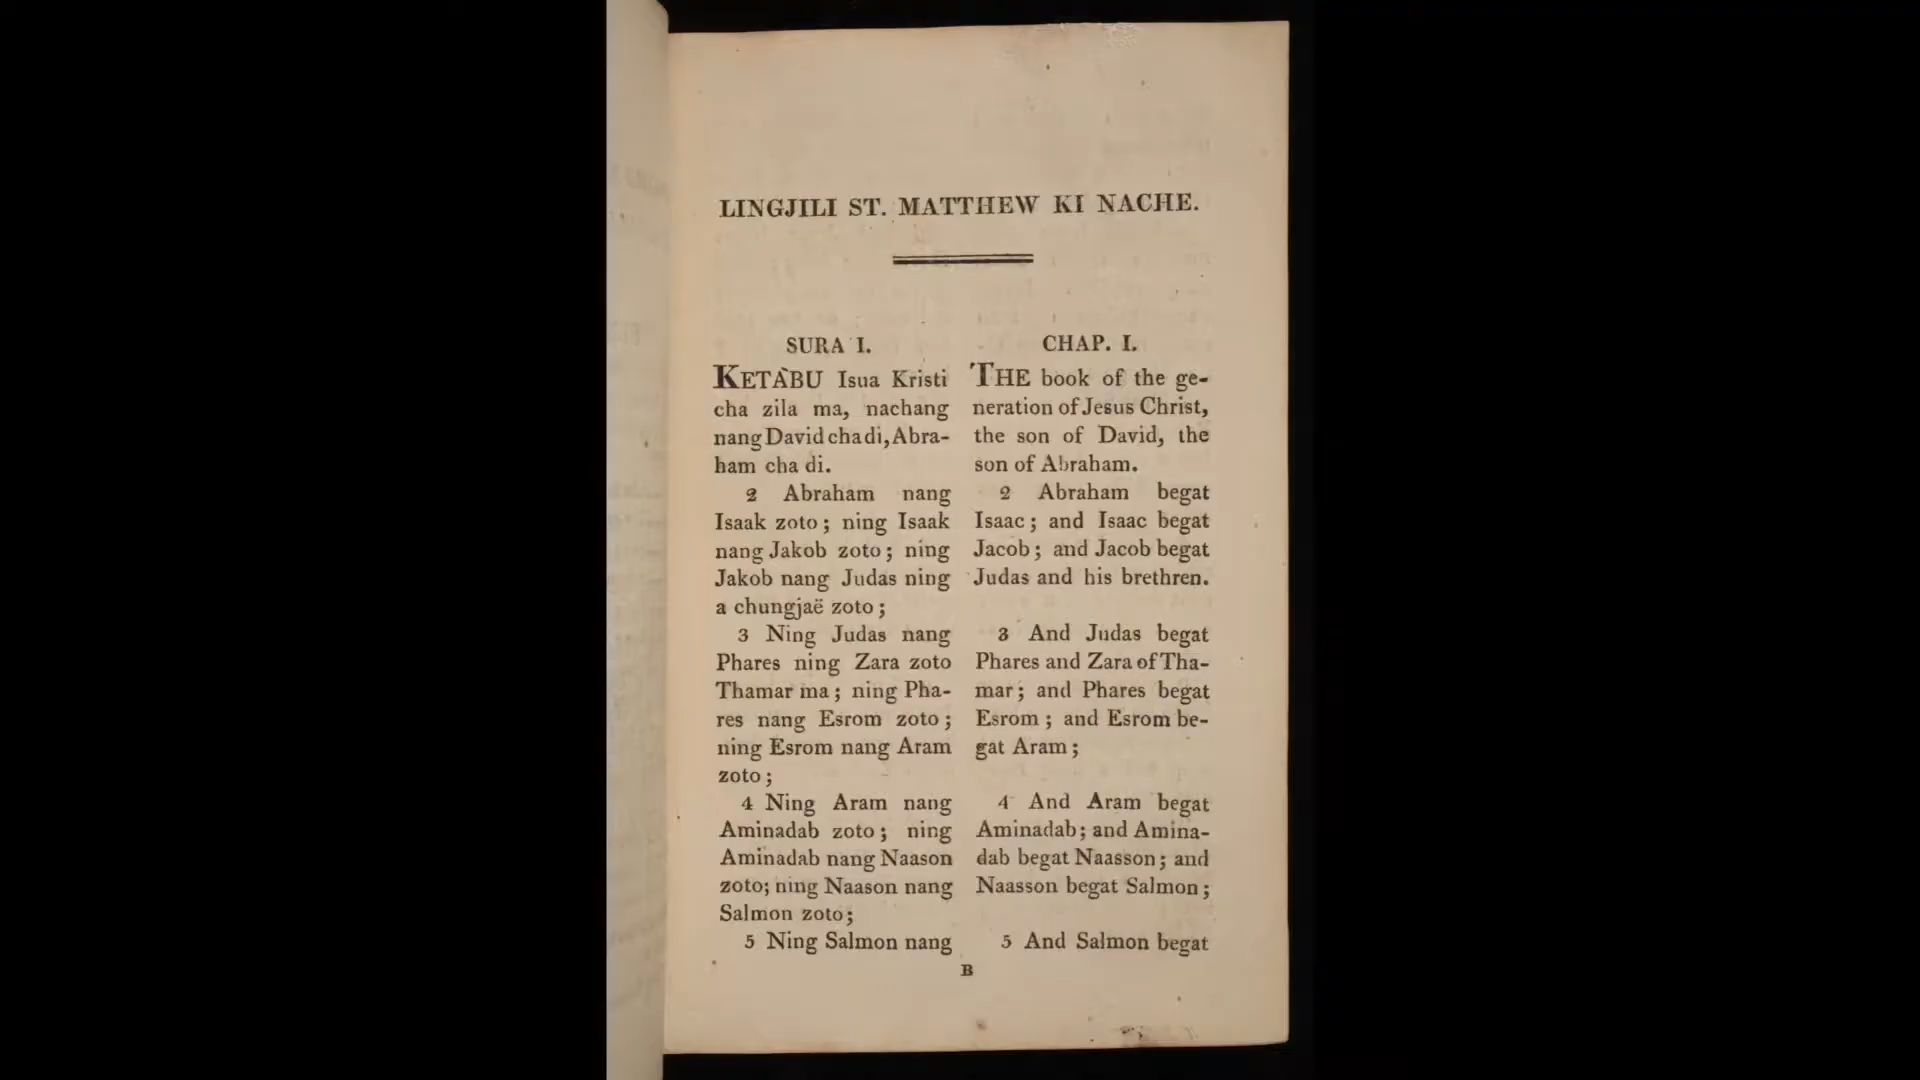 LINGJILI ST. MATTHEW KI NACHE.
SURA I.
KETÀBU Isua Kristi
cha zila ma, nachang
nang David cha di, Abra-
ham cha di.
2 Abraham nang
Isaak zoto; ning Isaak
nang Jakob zoto; ning
Jakob nang Judas ning
a chungjaë zoto;
3 Ning Judas nang
Phares ning Zara zoto
Thamar ma; ning Pha-
res nang Esrom zoto;
ning Esrom nang Aram
zoto;
4 Ning Aram nang
Aminadab zoto; ning
Aminadab nang Naason
zoto; ning Naason nang
Salmon zoto;
5 Ning Salmon nang
CHAP. I.
THE book of the ge-
neration of Jesus Christ,
the son of David, the
son of Abraham.
2 Abraham begat
Isaac; and Isaac begat
Jacob; and Jacob begat
Judas and his brethren.
3 And Judas begat
Phares and Zara of Tha-
mar; and Phares begat
Esrom; and Esrom be-
gat Aram;
4 And Aram begat
Aminadab; and Amina-
dab begat Naasson; and
Naasson begat Salmon;
5 And Salmon begat
B